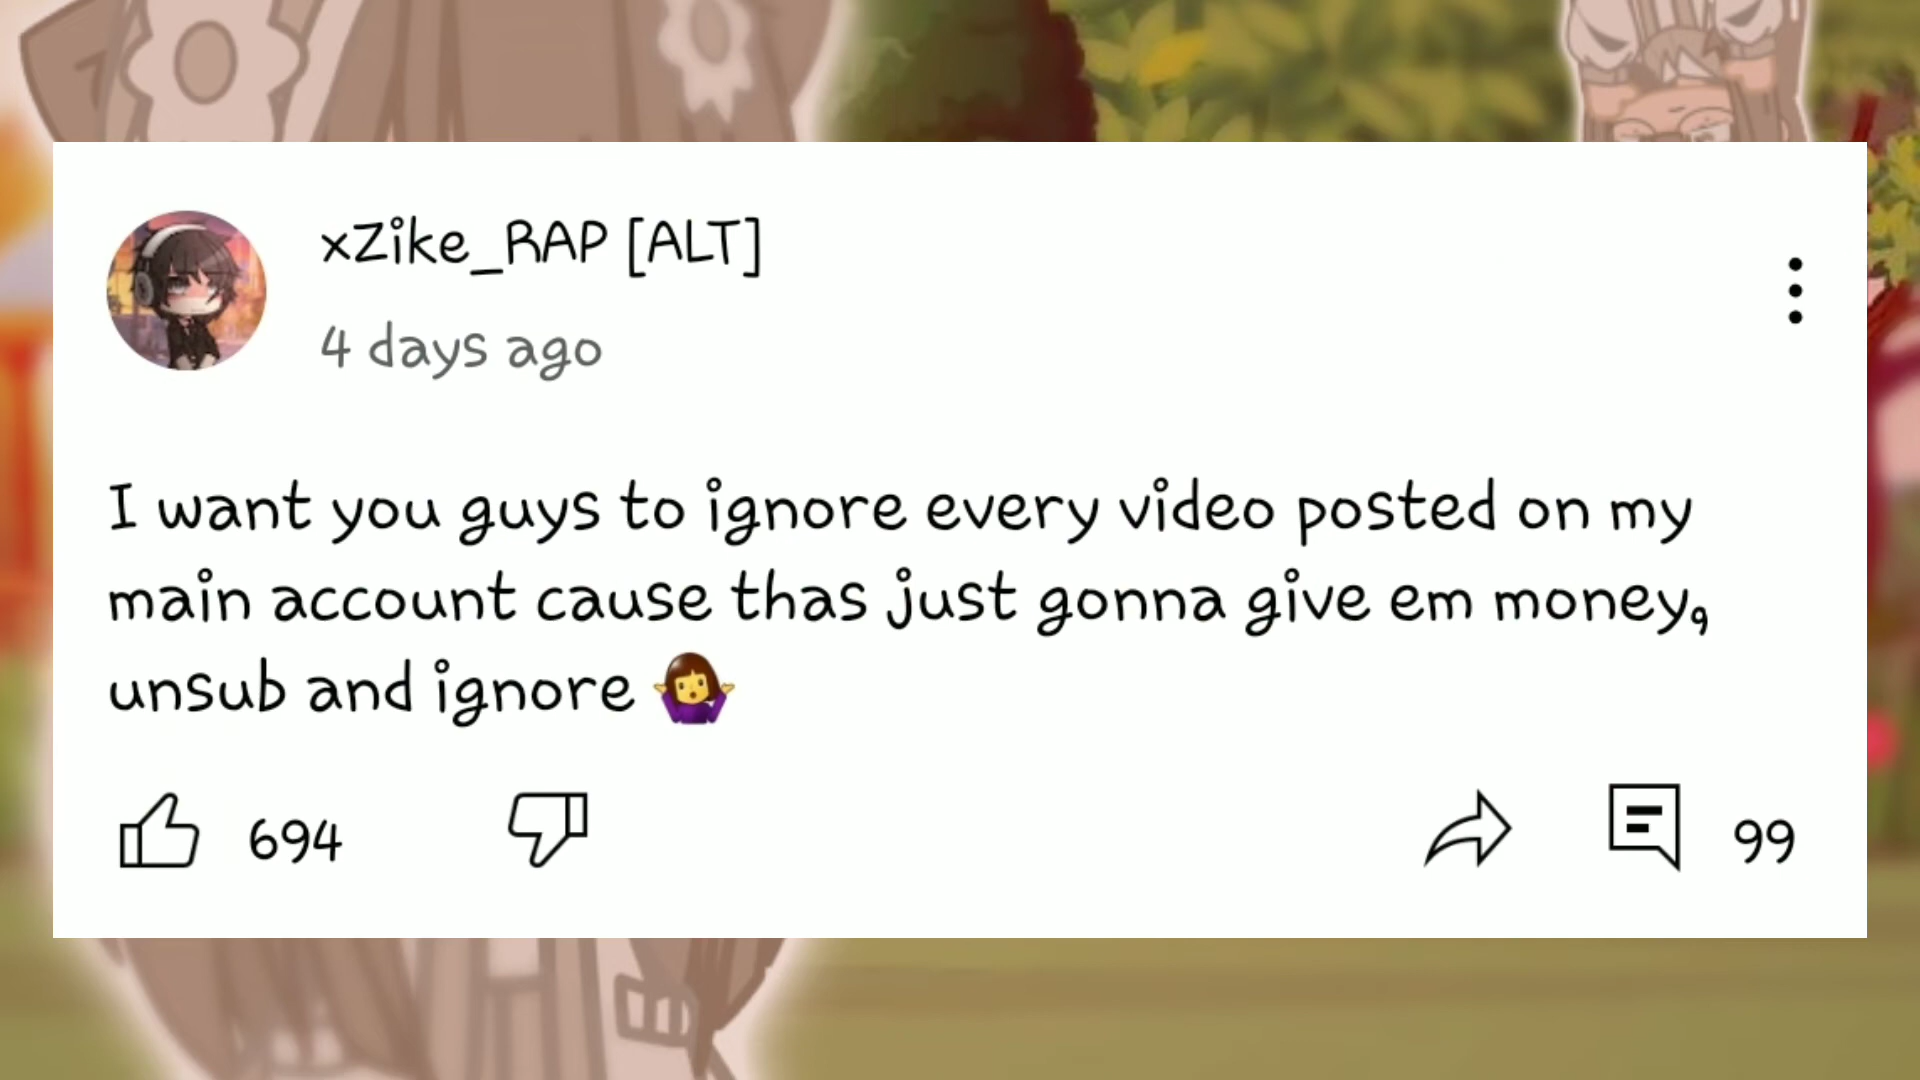 xZike_RAP [ALT]
4 days ago
I want you guys to ignore every video posted on my
main account cause thas just gonna give em money,
unsub and ignore 🤷‍♀️
694
99